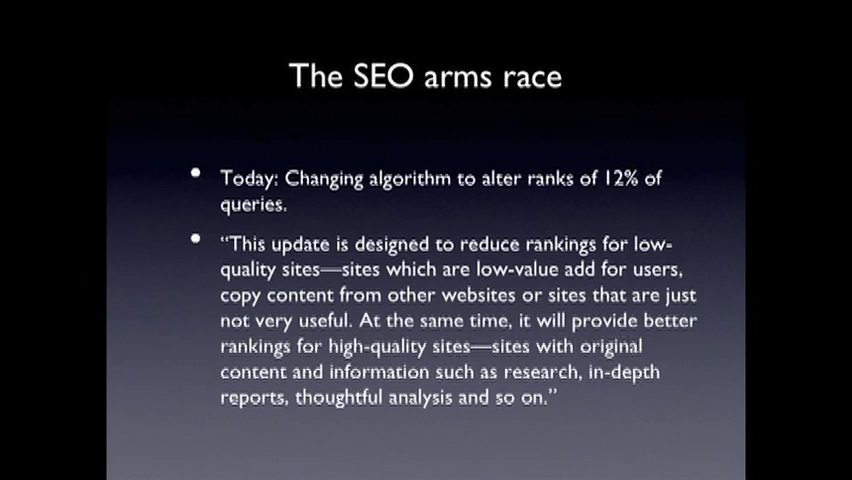 The SEO arms race
• Today: Changing algorithm to alter ranks of 12% of
queries.
• “This update is designed to reduce rankings for low-
quality sites—sites which are low-value add for users,
copy content from other websites or sites that are just
not very useful. At the same time, it will provide better
rankings for high-quality sites—sites with original
content and information such as research, in-depth
reports, thoughtful analysis and so on.”